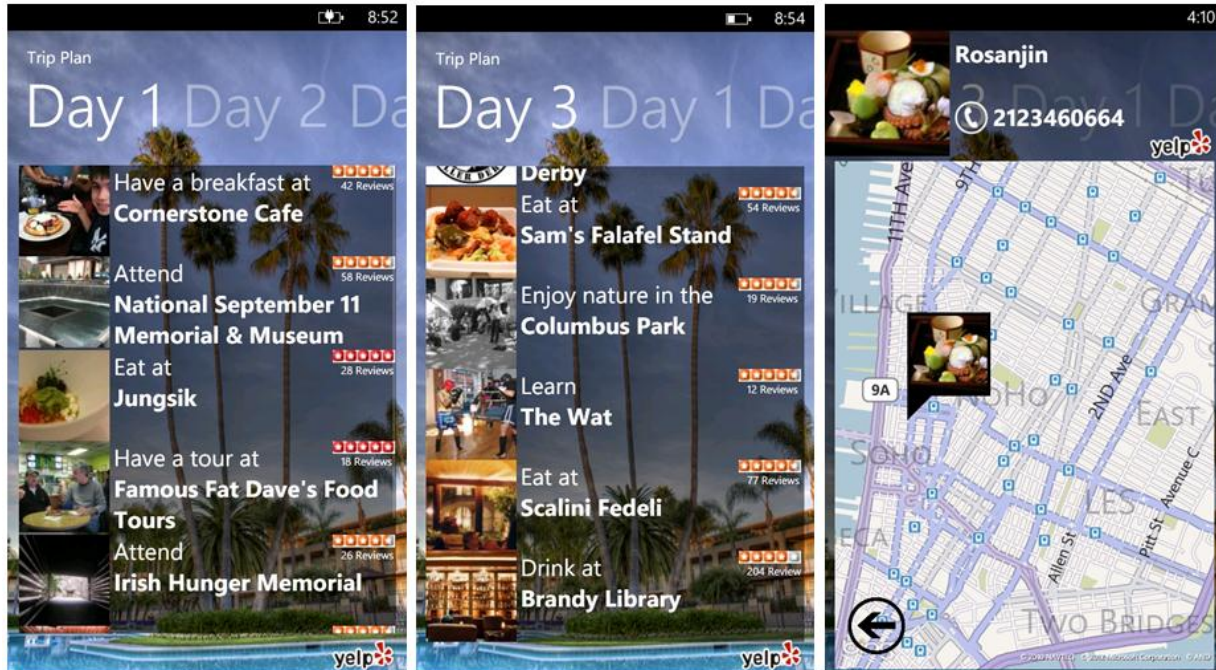 8:52
Trip Plan
Day 1 Day 2 Da
Have a breakfast at
Cornerstone Cafe
42 Reviews
Attend
National September 11
Memorial & Museum
58 Reviews
Eat at
Jungsik
28 Reviews
Have a tour at
Famous Fat Dave's Food
Tours
18 Reviews
Attend
Irish Hunger Memorial
26 Reviews
yelp
8:54
Trip Plan
Day 3 Day 1 Da
Derby
Eat at
Sam's Falafel Stand
54 Reviews
Enjoy nature in the
Columbus Park
19 Reviews
Learn
The Wat
12 Reviews
Eat at
Scalini Fedeli
77 Reviews
Drink at
Brandy Library
204 Review
yelp
4:10
Rosanjin
2123460664
yelp
11TH Ave
9TH
ILLAGE
GRAM
9A
NOHO
2ND AVE
EAST
SOHO
LES
Avenue C
Pitt St
Allen St
ECA
TWO BRIDGES